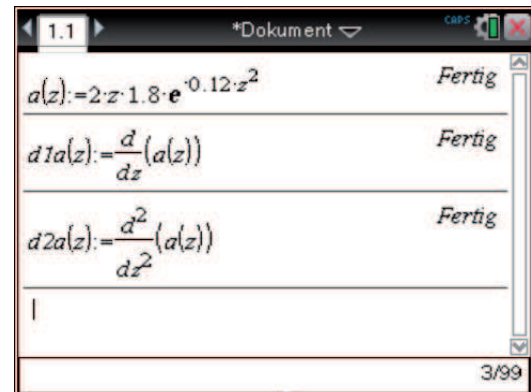 1.1 *Dokument CAPS
a(z):=2·z·1.8·e^-0.12·z^2 Fertig
d1a(z):=d/dz(a(z)) Fertig
d2a(z):=d^2/dz^2(a(z)) Fertig
3/99